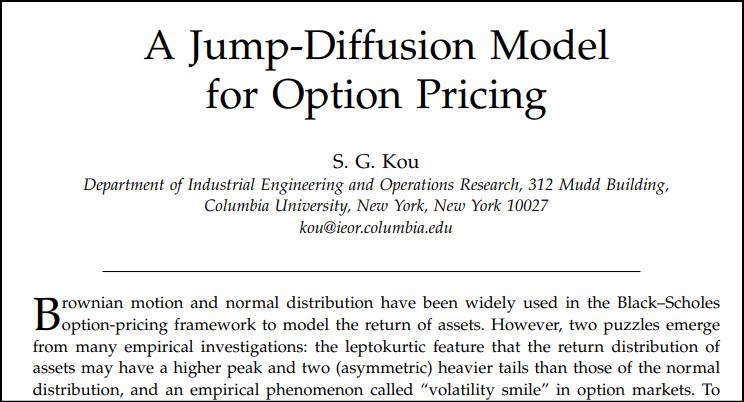 A Jump-Diffusion Model
for Option Pricing
S. G. Kou
Department of Industrial Engineering and Operations Research, 312 Mudd Building,
Columbia University, New York, New York 10027
kou@ieor.columbia.edu
Brownian motion and normal distribution have been widely used in the Black–Scholes
option-pricing framework to model the return of assets. However, two puzzles emerge
from many empirical investigations: the leptokurtic feature that the return distribution of
assets may have a higher peak and two (asymmetric) heavier tails than those of the normal
distribution, and an empirical phenomenon called “volatility smile” in option markets. To